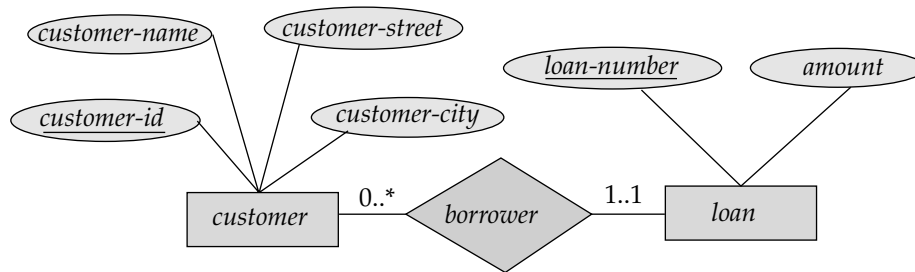 customer-name
customer-street
customer-id
customer-city
loan-number
amount
customer
0..*
borrower
1..1
loan